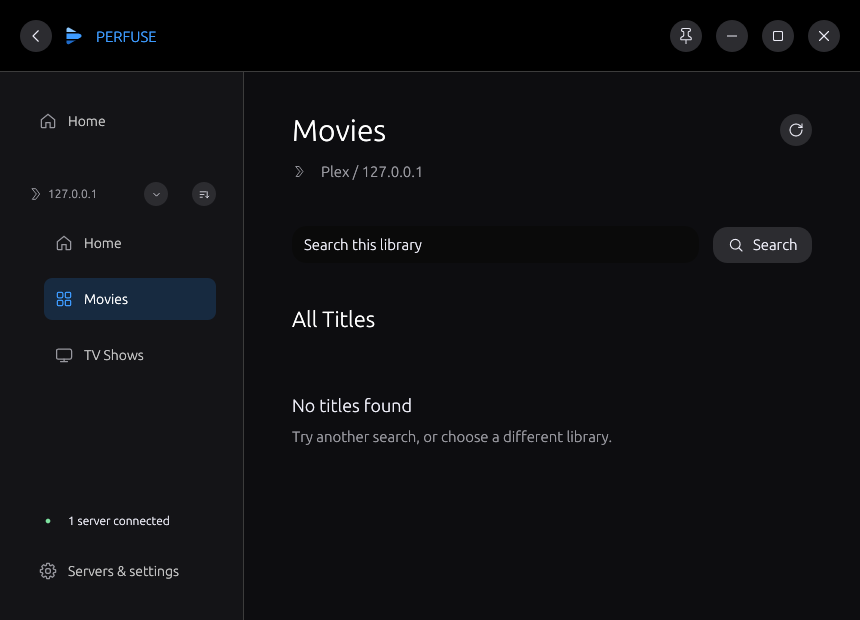 PERFUSE
Home
127.0.0.1
Home
Movies
TV Shows
1 server connected
Servers & settings
Movies
Plex / 127.0.0.1
Search this library
Search
All Titles
No titles found
Try another search, or choose a different library.